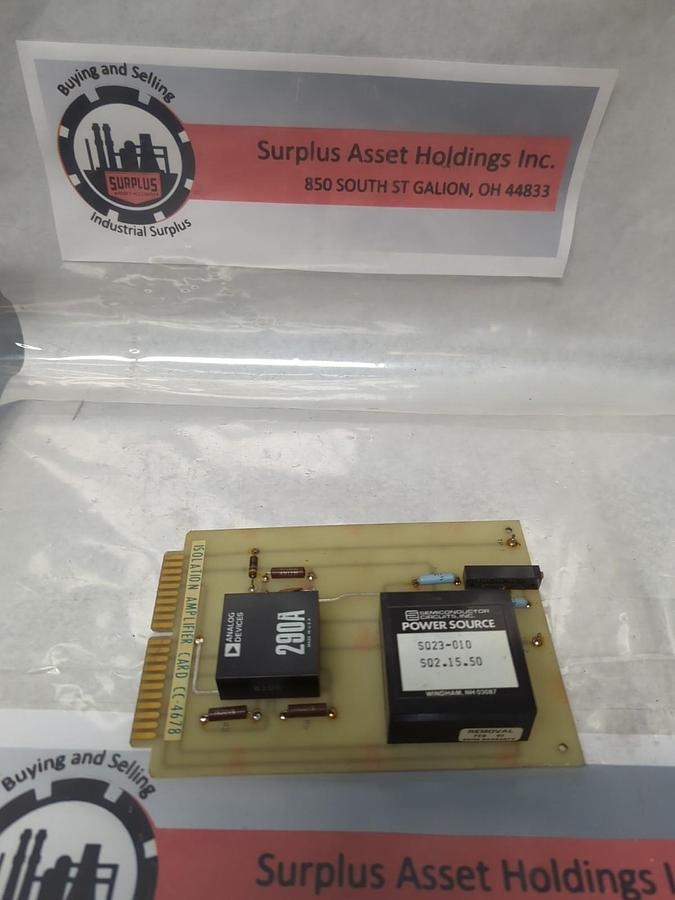 Buying and Selling
SURPLUS
Industrial Surplus
Surplus Asset Holdings Inc.
850 SOUTH ST GALION, OH 44833
ISOLATION AMPLIFIER CARD CC-4678
ANALOG
DEVICES
290A
SEMICONDUCTOR
CIRCUITS, INC.
POWER SOURCE
SQ23-010
SQ2.15.50
WINDHAM, NH 03087
REMOVAL
Buying and Selling
Surplus Asset Holdings I